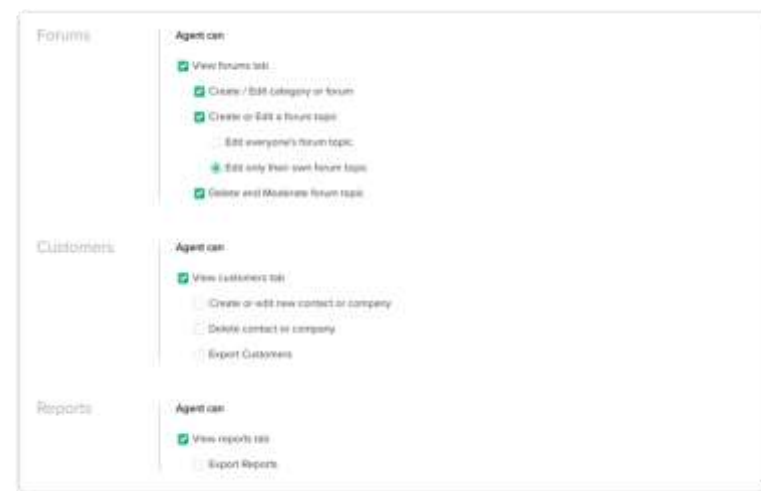 Forums
Agent can
View forums tab
Create / Edit category or forum
Create or Edit a forum topic
Edit everyone's forum topic
Edit only their own forum topic
Delete and Moderate forum topic
Customers
Agent can
View customers tab
Create or edit new contact or company
Delete contact or company
Export Customers
Reports
Agent can
View reports tab
Export Reports